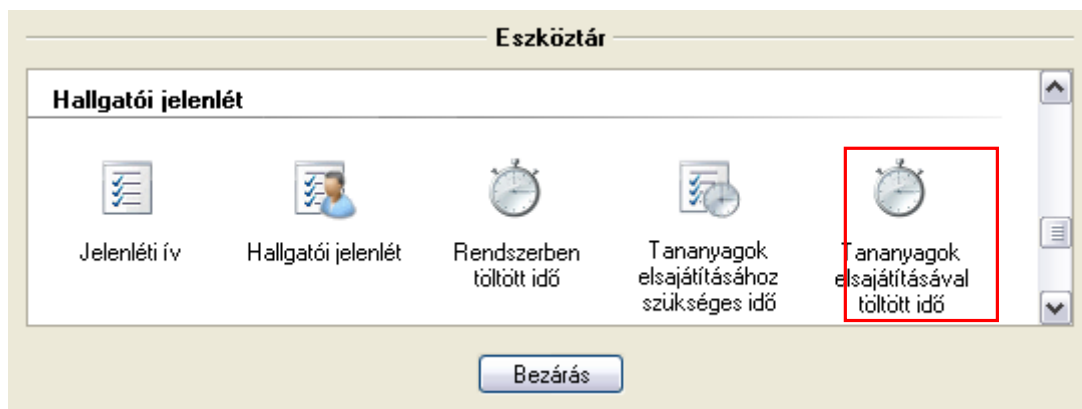 Eszköztár
Hallgatói jelenlét
Jelenléti ív
Hallgatói jelenlét
Rendszerben
töltött idő
Tananyagok
elsajátításához
szükséges idő
Tananyagok
elsajátításával
töltött idő
Bezárás